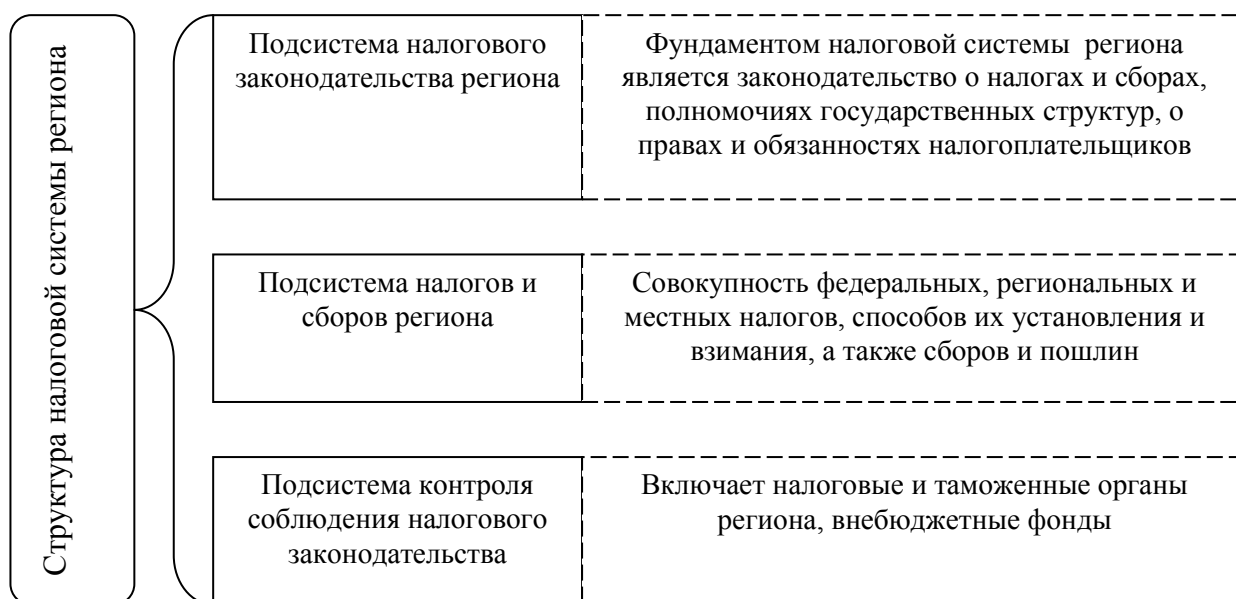 Структура налоговой системы региона
Подсистема налогового
законодательства региона
Фундаментом налоговой системы региона
является законодательство о налогах и сборах,
полномочиях государственных структур, о
правах и обязанностях налогоплательщиков
Подсистема налогов и
сборов региона
Совокупность федеральных, региональных и
местных налогов, способов их установления и
взимания, а также сборов и пошлин
Подсистема контроля
соблюдения налогового
законодательства
Включает налоговые и таможенные органы
региона, внебюджетные фонды